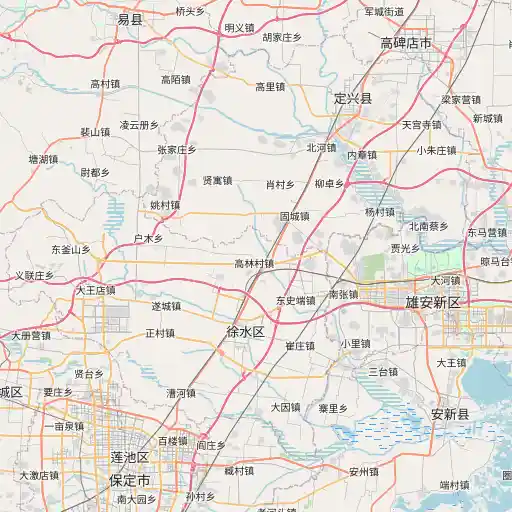 桥头乡
军城街道
易县
明义镇
胡家庄乡
高碑店市
高陌镇
高村镇
高里镇
定兴县
梁家营镇
新城镇
凌云册乡
天宫寺镇
裴山镇
北河镇
张家庄乡
内章镇
小朱庄镇
塘湖镇
尉都乡
贤寓镇
肖村乡
柳卓乡
姚村镇
固城镇
杨村镇
北南蔡乡
东马营镇
户木乡
东釜山乡
贾光乡
高林村镇
晾马台
义联庄乡
大河镇
大王店镇
南张镇
雄安新区
遂城镇
东史端镇
大册营镇
正村镇
徐水区
崔庄镇
小里镇
大王镇
贤台乡
三台镇
城区
要庄乡
漕河镇
大因镇
寨里乡
安新县
一亩泉镇
百楼镇
阎庄乡
莲池区
大激店镇
保定市
臧村镇
安州镇
端村镇
圈
南大园乡
孙村乡
老河头镇